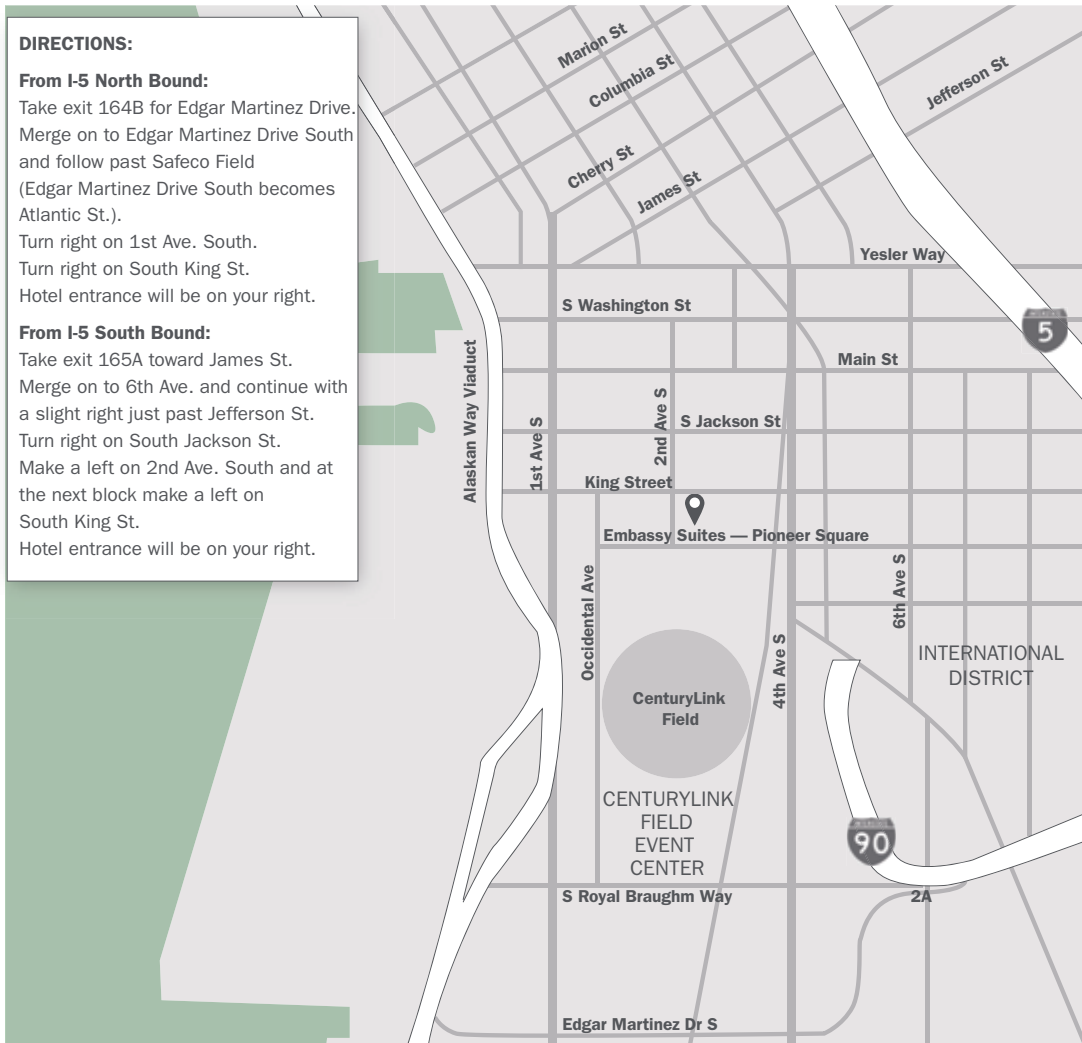 DIRECTIONS:
From I-5 North Bound:
Take exit 164B for Edgar Martinez Drive.
Merge on to Edgar Martinez Drive South
and follow past Safeco Field
(Edgar Martinez Drive South becomes
Atlantic St.).
Turn right on 1st Ave. South.
Turn right on South King St.
Hotel entrance will be on your right.
From I-5 South Bound:
Take exit 165A toward James St.
Merge on to 6th Ave. and continue with
a slight right just past Jefferson St.
Turn right on South Jackson St.
Make a left on 2nd Ave. South and at
the next block make a left on
South King St.
Hotel entrance will be on your right.
Marion St
Columbia St
Jefferson St
Cherry St
James St
Yesler Way
S Washington St
5
Main St
Alaskan Way Viaduct
1st Ave S
2nd Ave S
S Jackson St
King Street
Embassy Suites — Pioneer Square
Occidental Ave
6th Ave S
4th Ave S
INTERNATIONAL
DISTRICT
CenturyLink
Field
CENTURYLINK
FIELD
EVENT
CENTER
90
S Royal Braughm Way
2A
Edgar Martinez Dr S